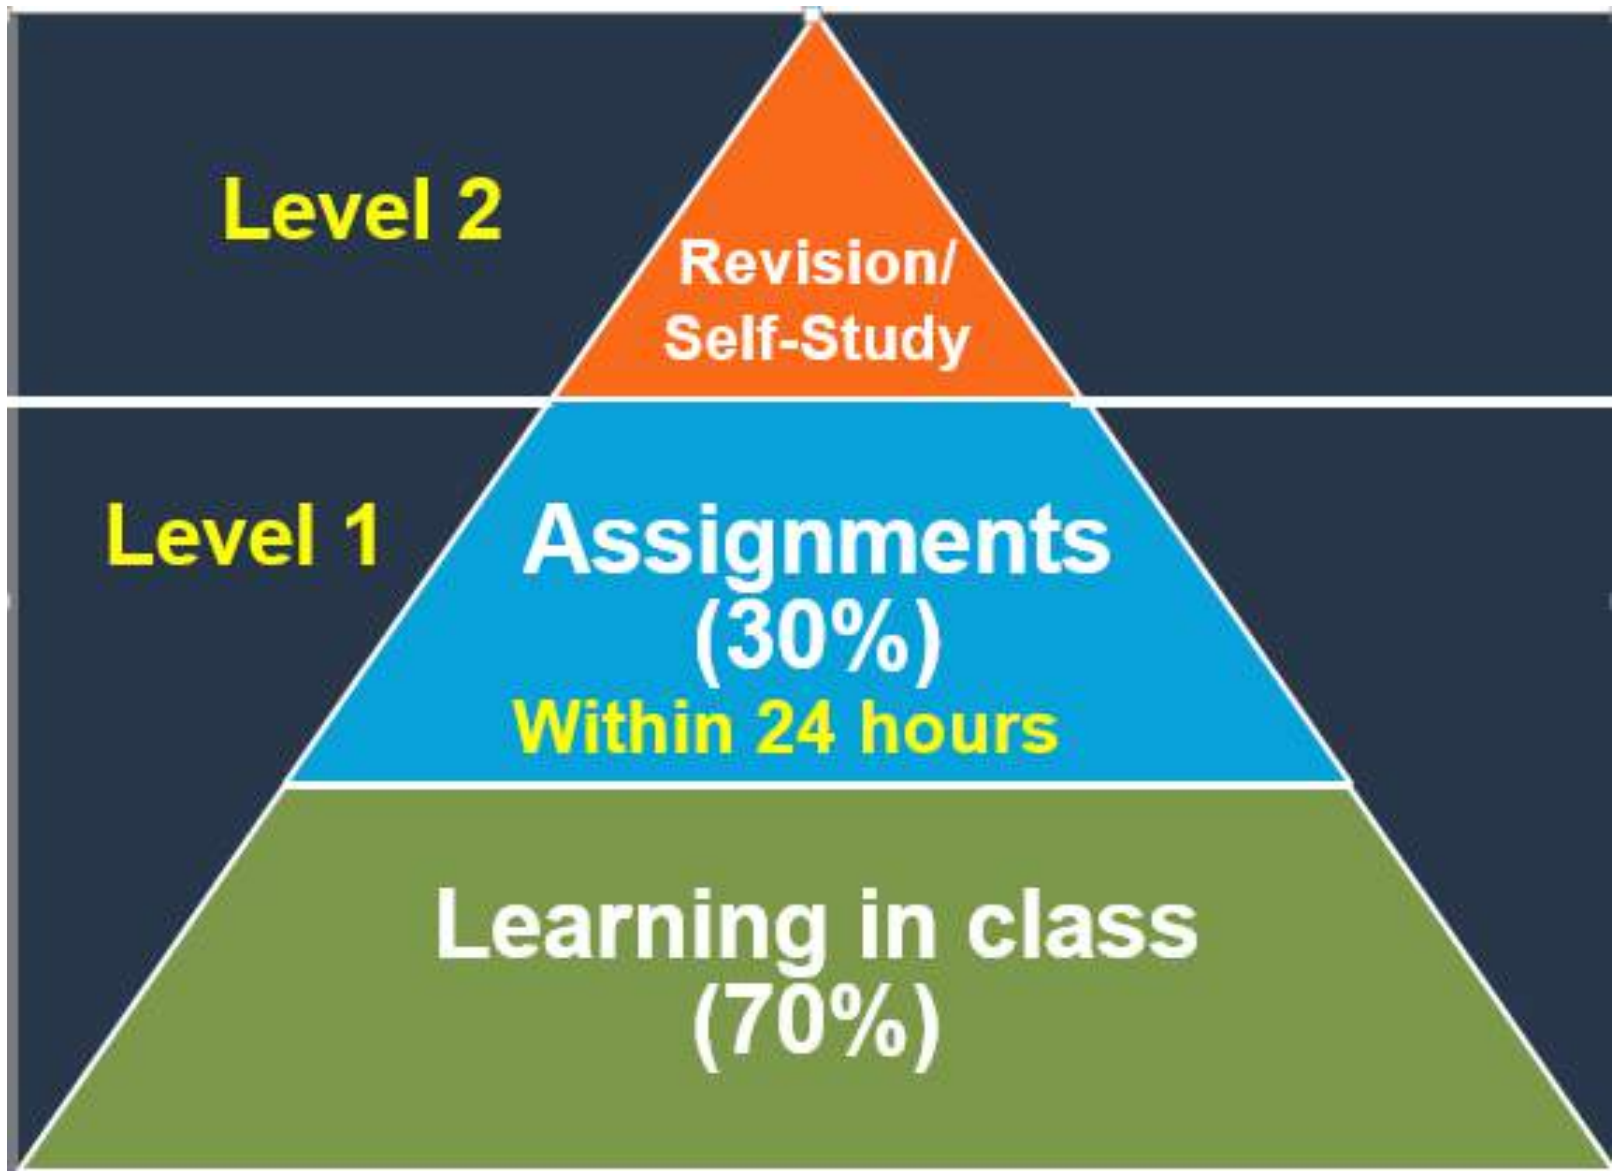 Level 2
Revision/
Self-Study
Level 1
Assignments
(30%)
Within 24 hours
Learning in class
(70%)